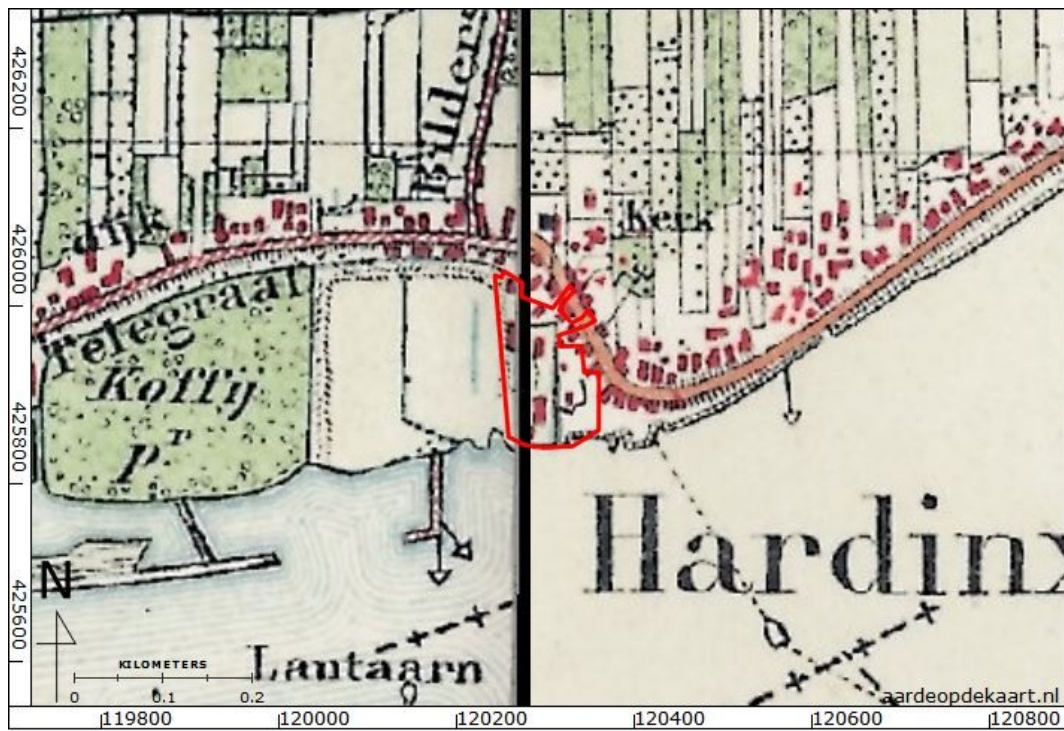 Bilders
dijk
Kerk
Telegraaf
Koffij
Pr
Hardinx
N
Lantaarn
KILOMETERS
0 0.1 0.2
aardeopdekaart.nl
426200
426000
425800
425600
119800 120000 120200 120400 120600 120800